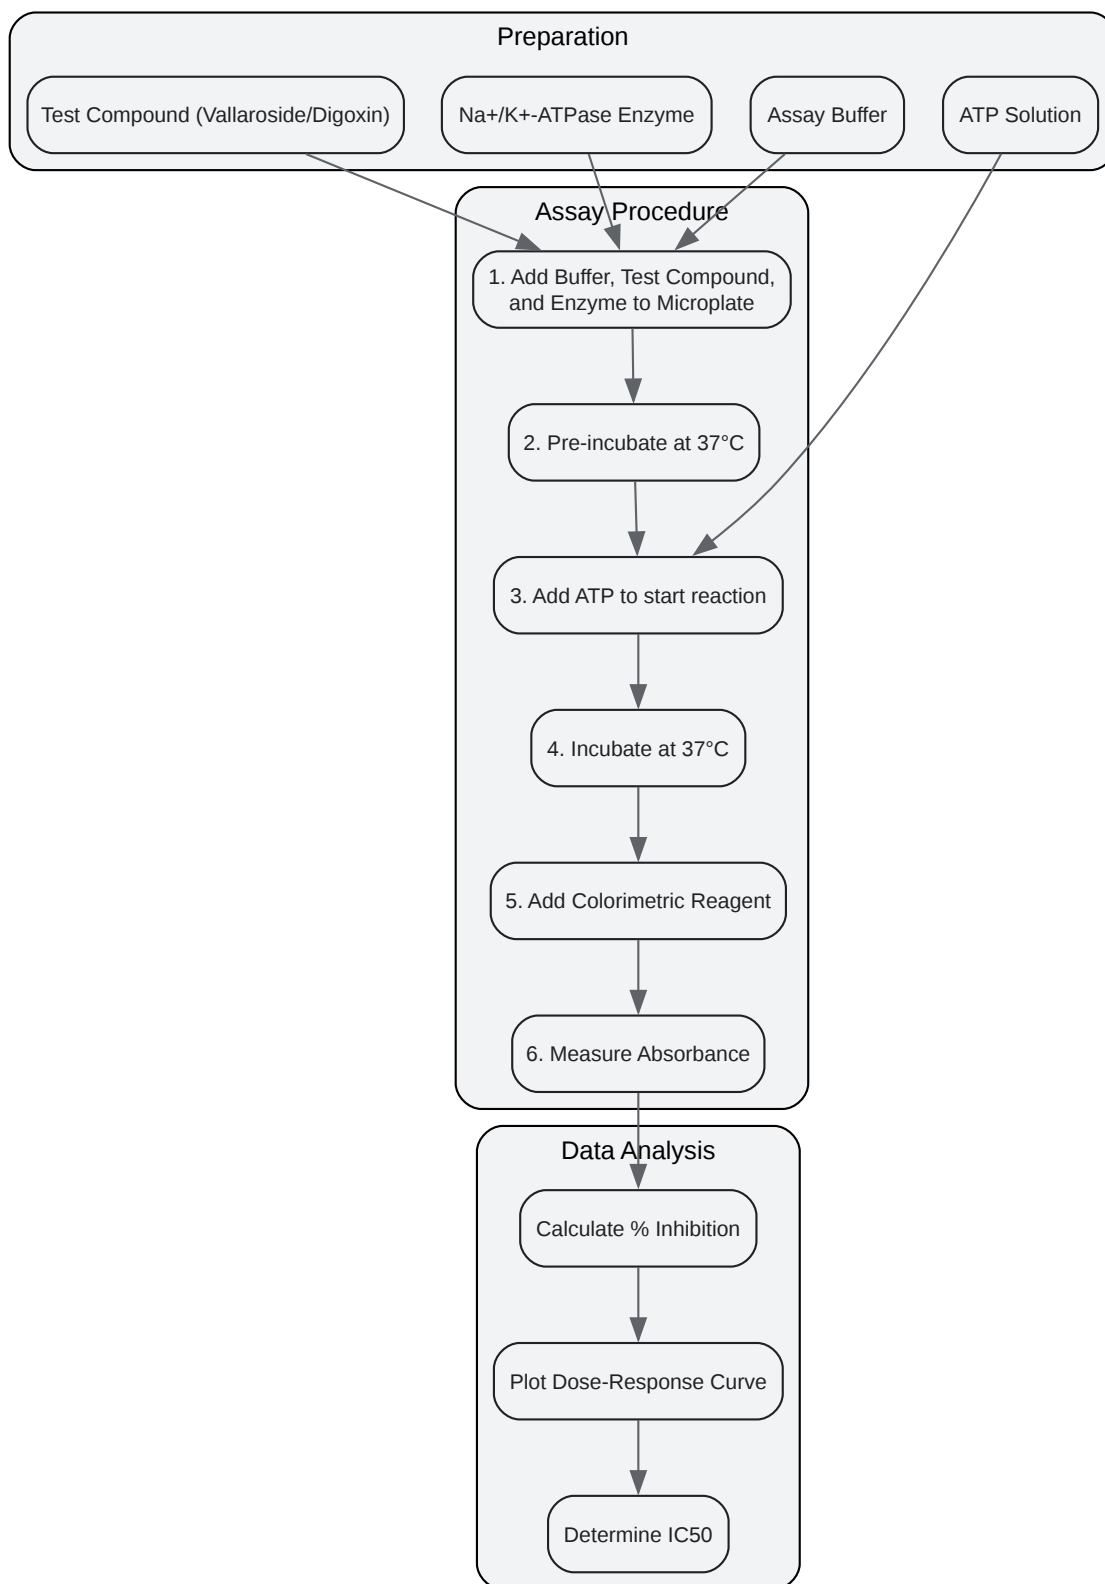 Preparation
Test Compound (Vallaroside/Digoxin)
Na+/K+-ATPase Enzyme
Assay Buffer
ATP Solution
Assay Procedure
1. Add Buffer, Test Compound,
and Enzyme to Microplate
2. Pre-incubate at 37°C
3. Add ATP to start reaction
4. Incubate at 37°C
5. Add Colorimetric Reagent
6. Measure Absorbance
Data Analysis
Calculate % Inhibition
Plot Dose-Response Curve
Determine IC50